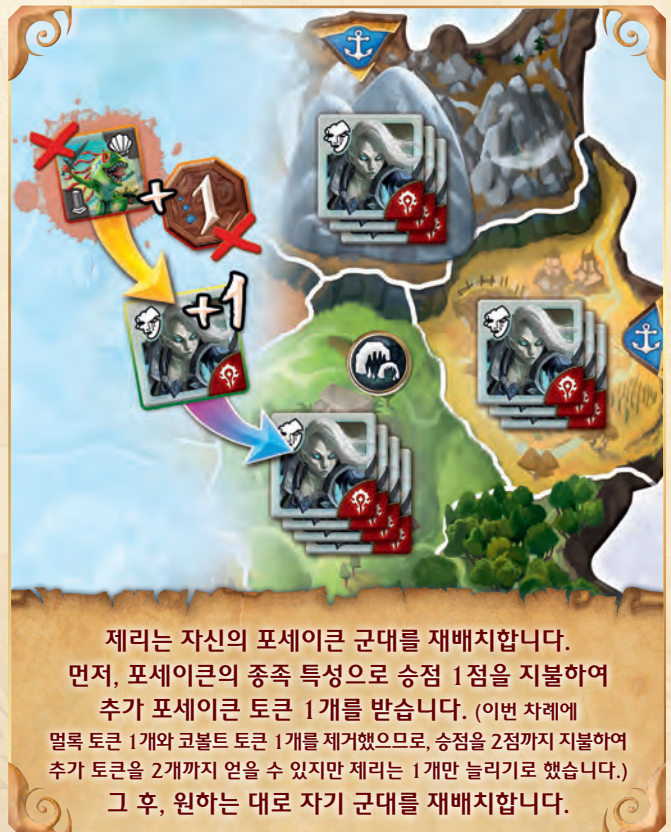 1
+
+1
제리는 자신의 포세이큰 군대를 재배치합니다.
먼저, 포세이큰의 종족 특성으로 승점 1점을 지불하여
추가 포세이큰 토큰 1개를 받습니다. (이번 차례에
멀록 토큰 1개와 코볼트 토큰 1개를 제거했으므로, 승점을 2점까지 지불하여
추가 토큰을 2개까지 얻을 수 있지만 제리는 1개만 늘리기로 했습니다.)
그 후, 원하는 대로 자기 군대를 재배치합니다.